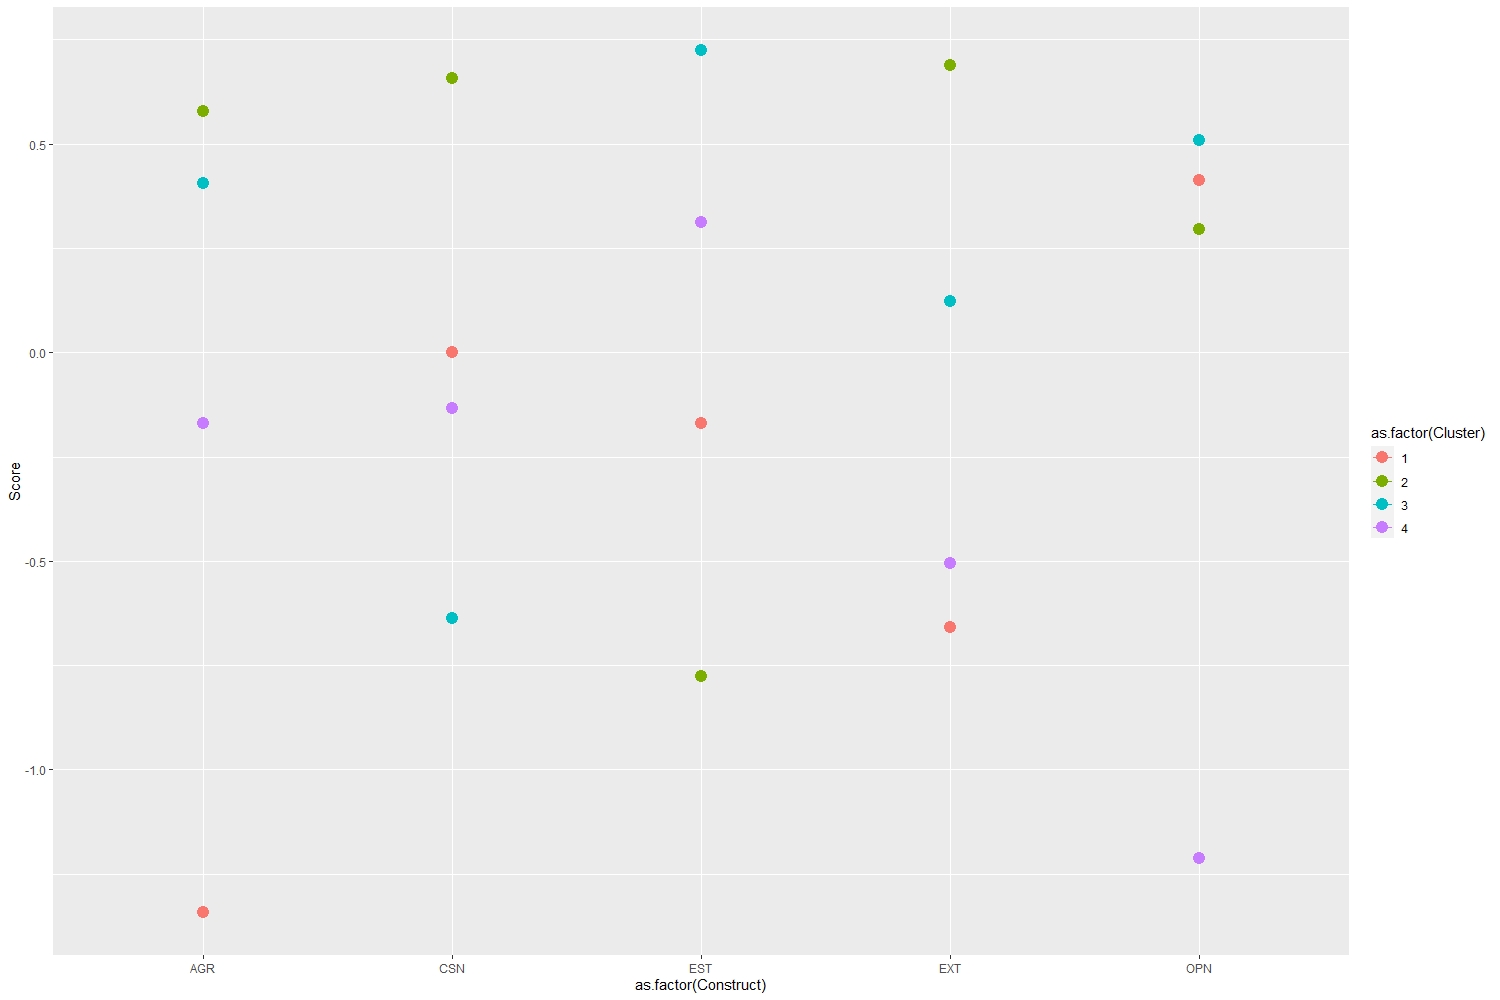 0.5
0.0
-0.5
-1.0
Score
AGR CSN EST EXT OPN
as.factor(Construct)
as.factor(Cluster)
1
2
3
4